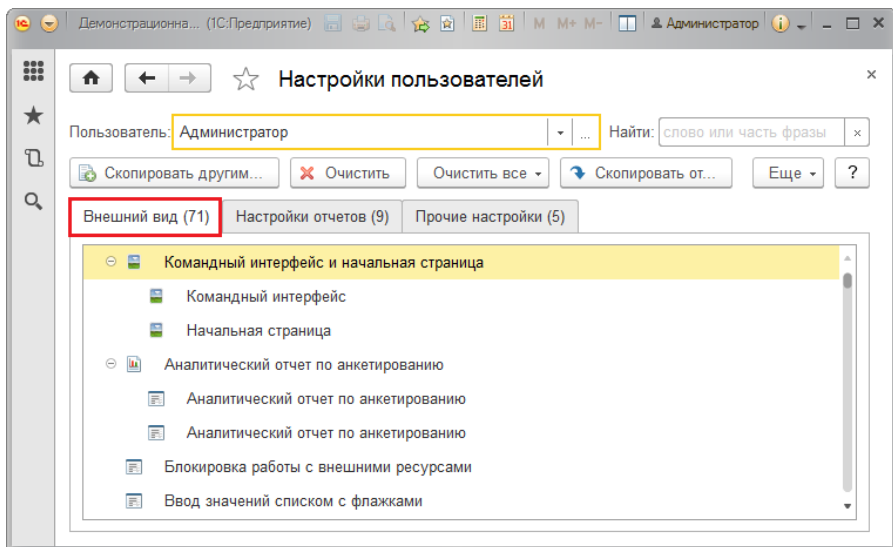 1С Демонстрационна... (1С:Предприятие) 31 M M+ M- Администратор i
Настройки пользователей
Пользователь: Администратор ... Найти: слово или часть фразы ×
Скопировать другим... Очистить Очистить все Скопировать от... Еще ?
Внешний вид (71) Настройки отчетов (9) Прочие настройки (5)
Командный интерфейс и начальная страница
Командный интерфейс
Начальная страница
Аналитический отчет по анкетированию
Аналитический отчет по анкетированию
Аналитический отчет по анкетированию
Блокировка работы с внешними ресурсами
Ввод значений списком с флажками